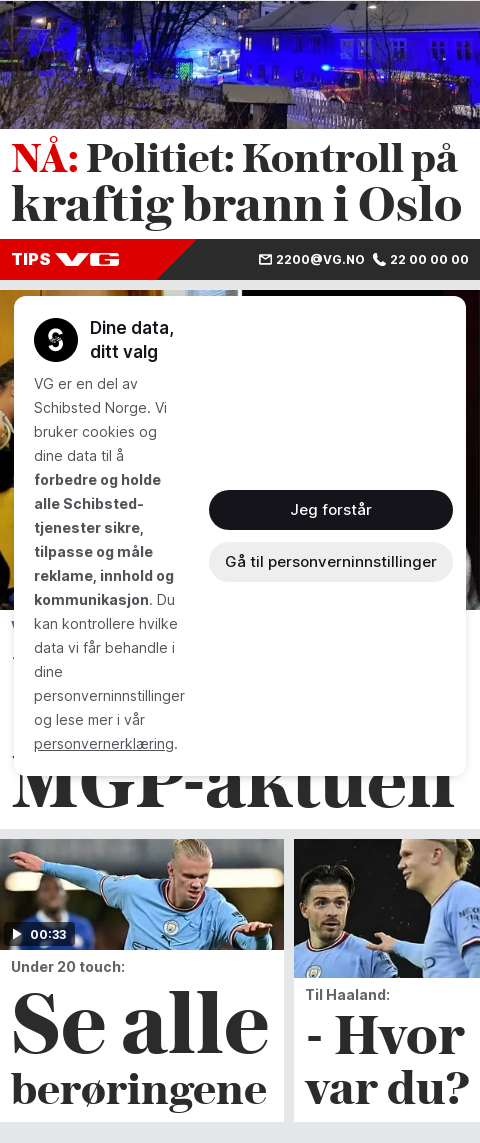 NÅ: Politiet: Kontroll på
kraftig brann i Oslo
TIPS VG
2200@VG.NO 22 00 00 00
Dine data,
ditt valg
VG er en del av
Schibsted Norge. Vi
bruker cookies og
dine data til å
forbedre og holde
alle Schibsted-
tjenester sikre,
tilpasse og måle
reklame, innhold og
kommunikasjon. Du
kan kontrollere hvilke
data vi får behandle i
dine
personverninnstillinger
og lese mer i vår
personvernerklæring.
Jeg forstår
Gå til personverninnstillinger
MGP-aktuell
00:33
Under 20 touch:
Se alle
berøringene
Til Haaland:
- Hvor
var du?